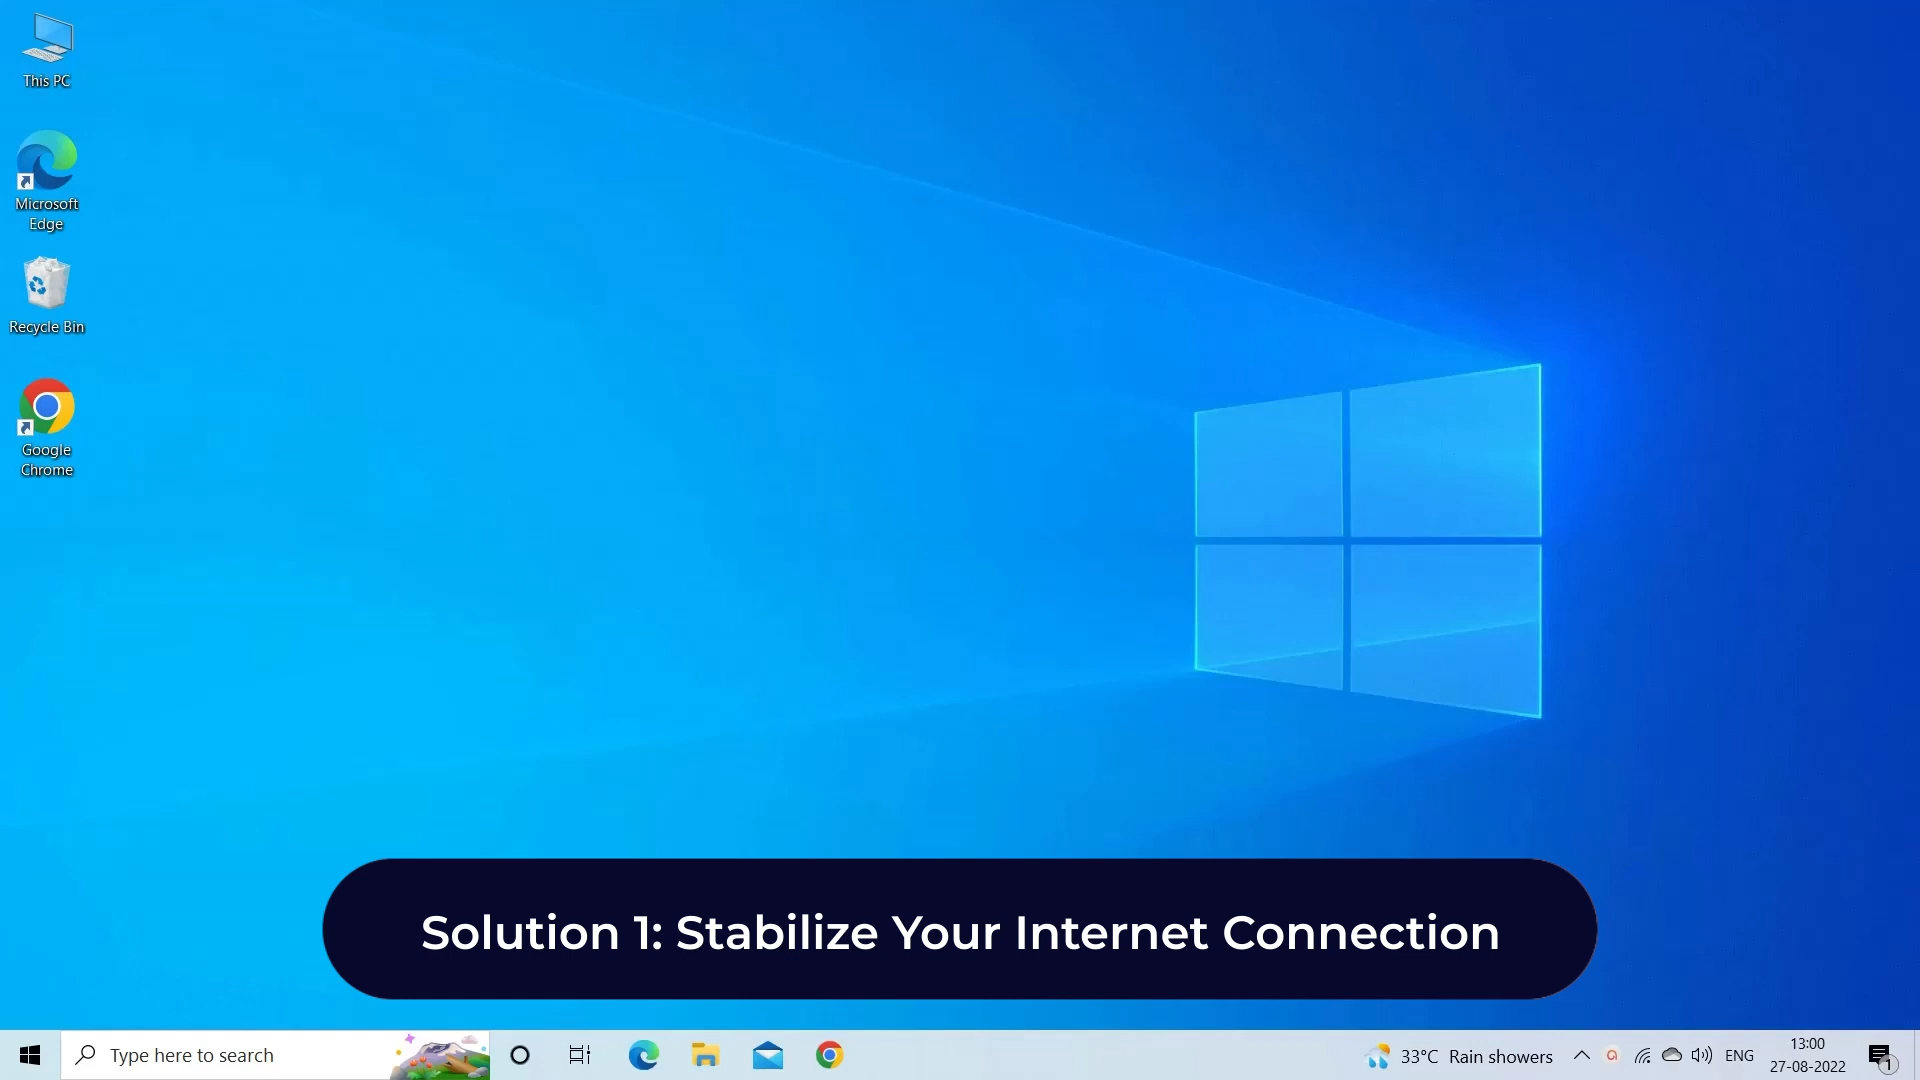 This PC
Microsoft
Edge
Recycle Bin
Google
Chrome
Solution 1: Stabilize Your Internet Connection
Type here to search
33°C Rain showers
ENG
13:00
27-08-2022
1